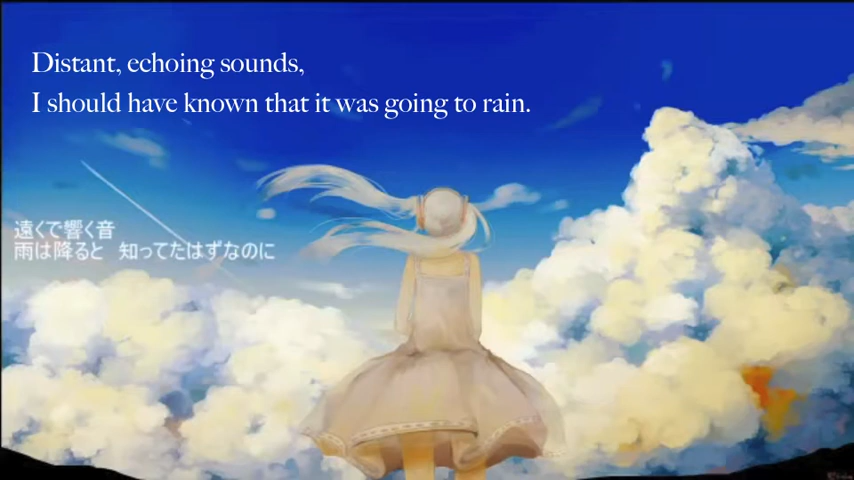 Distant, echoing sounds,
I should have known that it was going to rain.
遠くで響く音
雨は降ると 知ってたはずなのに